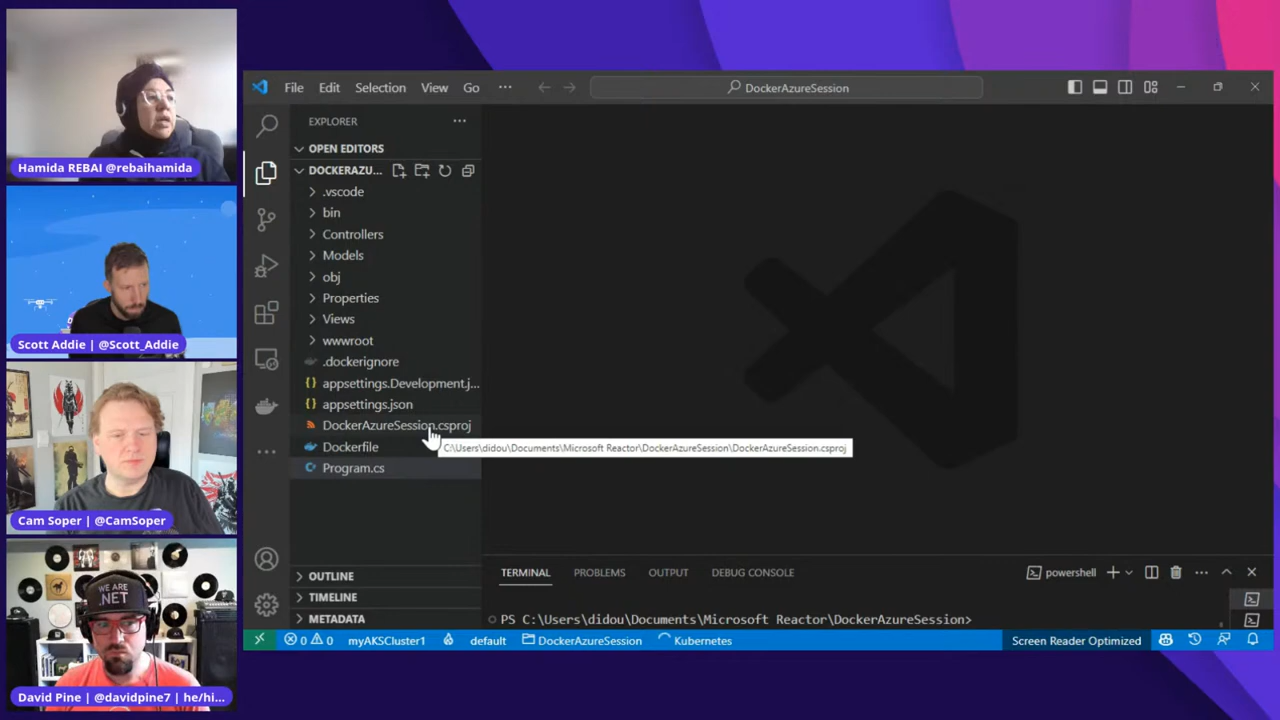 Hamida REBAI @rebaihamida
Scott Addie | @Scott_Addie
Cam Soper | @CamSoper
WE ARE
.NET
David Pine | @davidpine7 | he/hi...
File Edit Selection View Go ...
DockerAzureSession
EXPLORER
OPEN EDITORS
DOCKERAZU...
.vscode
bin
Controllers
Models
obj
Properties
Views
wwwroot
.dockerignore
appsettings.Development.j...
appsettings.json
DockerAzureSession.csproj
C:\Users\didou\Documents\Microsoft Reactor\DockerAzureSession\DockerAzureSession.csproj
Dockerfile
Program.cs
OUTLINE
TIMELINE
METADATA
TERMINAL PROBLEMS OUTPUT DEBUG CONSOLE
powershell
PS C:\Users\didou\Documents\Microsoft Reactor\DockerAzureSession>
0 0 myAKSCluster1 default DockerAzureSession Kubernetes Screen Reader Optimized